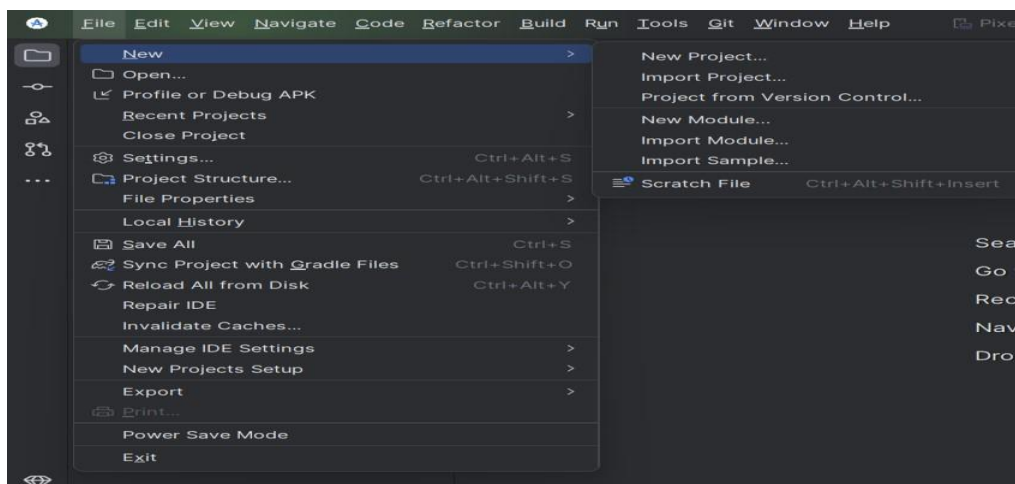 File Edit View Navigate Code Refactor Build Run Tools Git Window Help Pixe
New >
Open...
Profile or Debug APK
Recent Projects >
Close Project
Settings... Ctrl+Alt+S
Project Structure... Ctrl+Alt+Shift+S
File Properties >
Local History >
Save All Ctrl+S
Sync Project with Gradle Files Ctrl+Shift+O
Reload All from Disk Ctrl+Alt+Y
Repair IDE
Invalidate Caches...
Manage IDE Settings >
New Projects Setup >
Export >
Print...
Power Save Mode
Exit
New Project...
Import Project...
Project from Version Control...
New Module...
Import Module...
Import Sample...
Scratch File Ctrl+Alt+Shift+Insert
Sea
Go
Rec
Nav
Dro